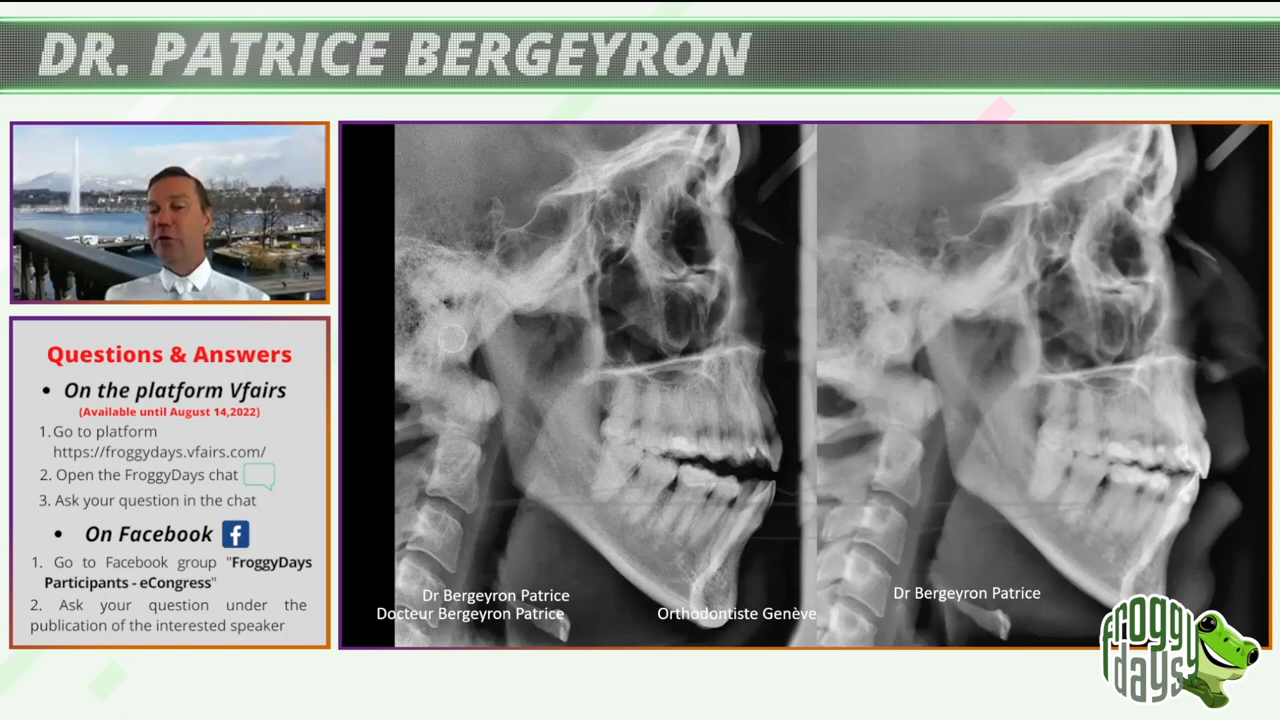 DR. PATRICE BERGEYRON
Questions & Answers
• On the platform Vfairs
(Available until August 14,2022)
1. Go to platform
https://froggydays.vfairs.com/
2. Open the FroggyDays chat
3. Ask your question in the chat
• On Facebook f
1. Go to Facebook group "FroggyDays
Participants - eCongress"
2. Ask your question under the
publication of the interested speaker
Dr Bergeyron Patrice
Docteur Bergeyron Patrice
Orthodontiste Genève
Dr Bergeyron Patrice
froggy
days